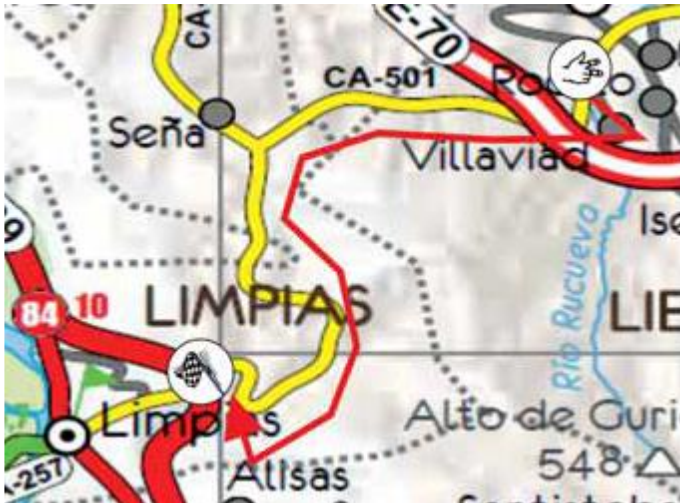 CA-
E-70
CA-501
Seña
Villaviad
Río Rucuevo
Ise
9
84 10
LIMPIAS
LIE
Limpias
Alto de Guri
548
-257
Alisas